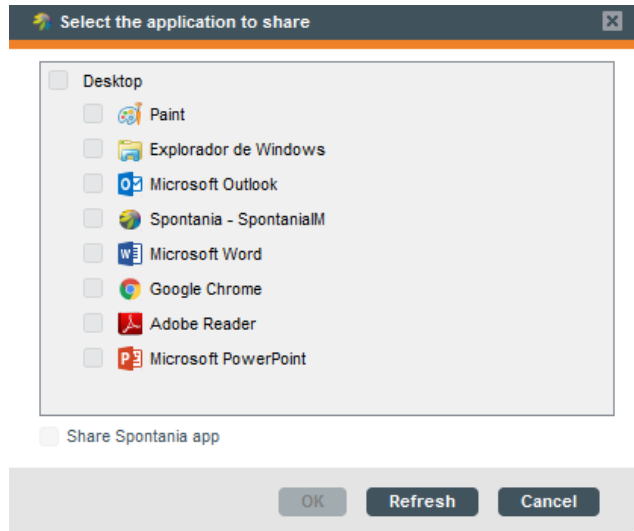 Select the application to share
Desktop
Paint
Explorador de Windows
Microsoft Outlook
Spontania - SpontaniaIM
Microsoft Word
Google Chrome
Adobe Reader
Microsoft PowerPoint
Share Spontania app
OK Refresh Cancel